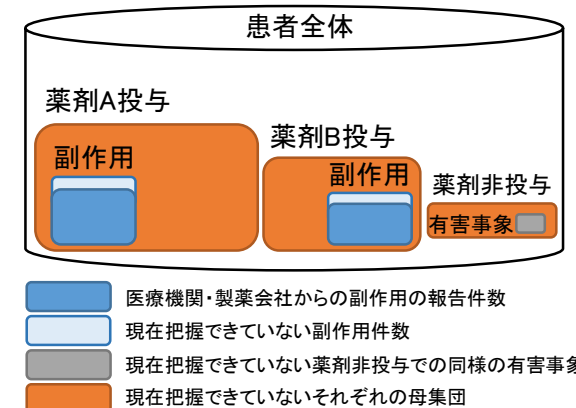 患者全体
薬剤A投与
副作用
薬剤B投与
副作用
薬剤非投与
有害事象
医療機関・製薬会社からの副作用の報告件数
現在把握できていない副作用件数
現在把握できていない薬剤非投与での同様の有害事象
現在把握できていないそれぞれの母集団